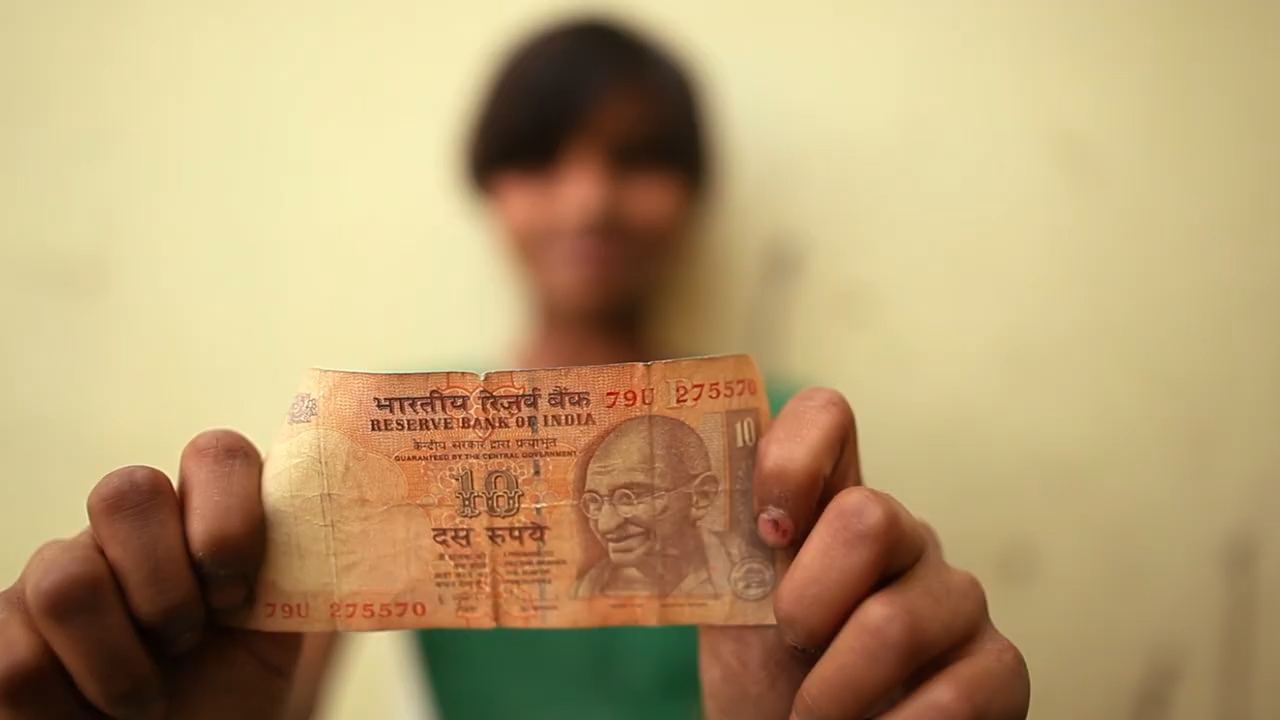 भारतीय रिज़र्व बैंक 79U 275570
RESERVE BANK OF INDIA
केन्द्रीय सरकार द्वारा प्रत्याभूत
GUARANTEED BY THE CENTRAL GOVERNMENT
10
10
दस रुपये
79U 275570